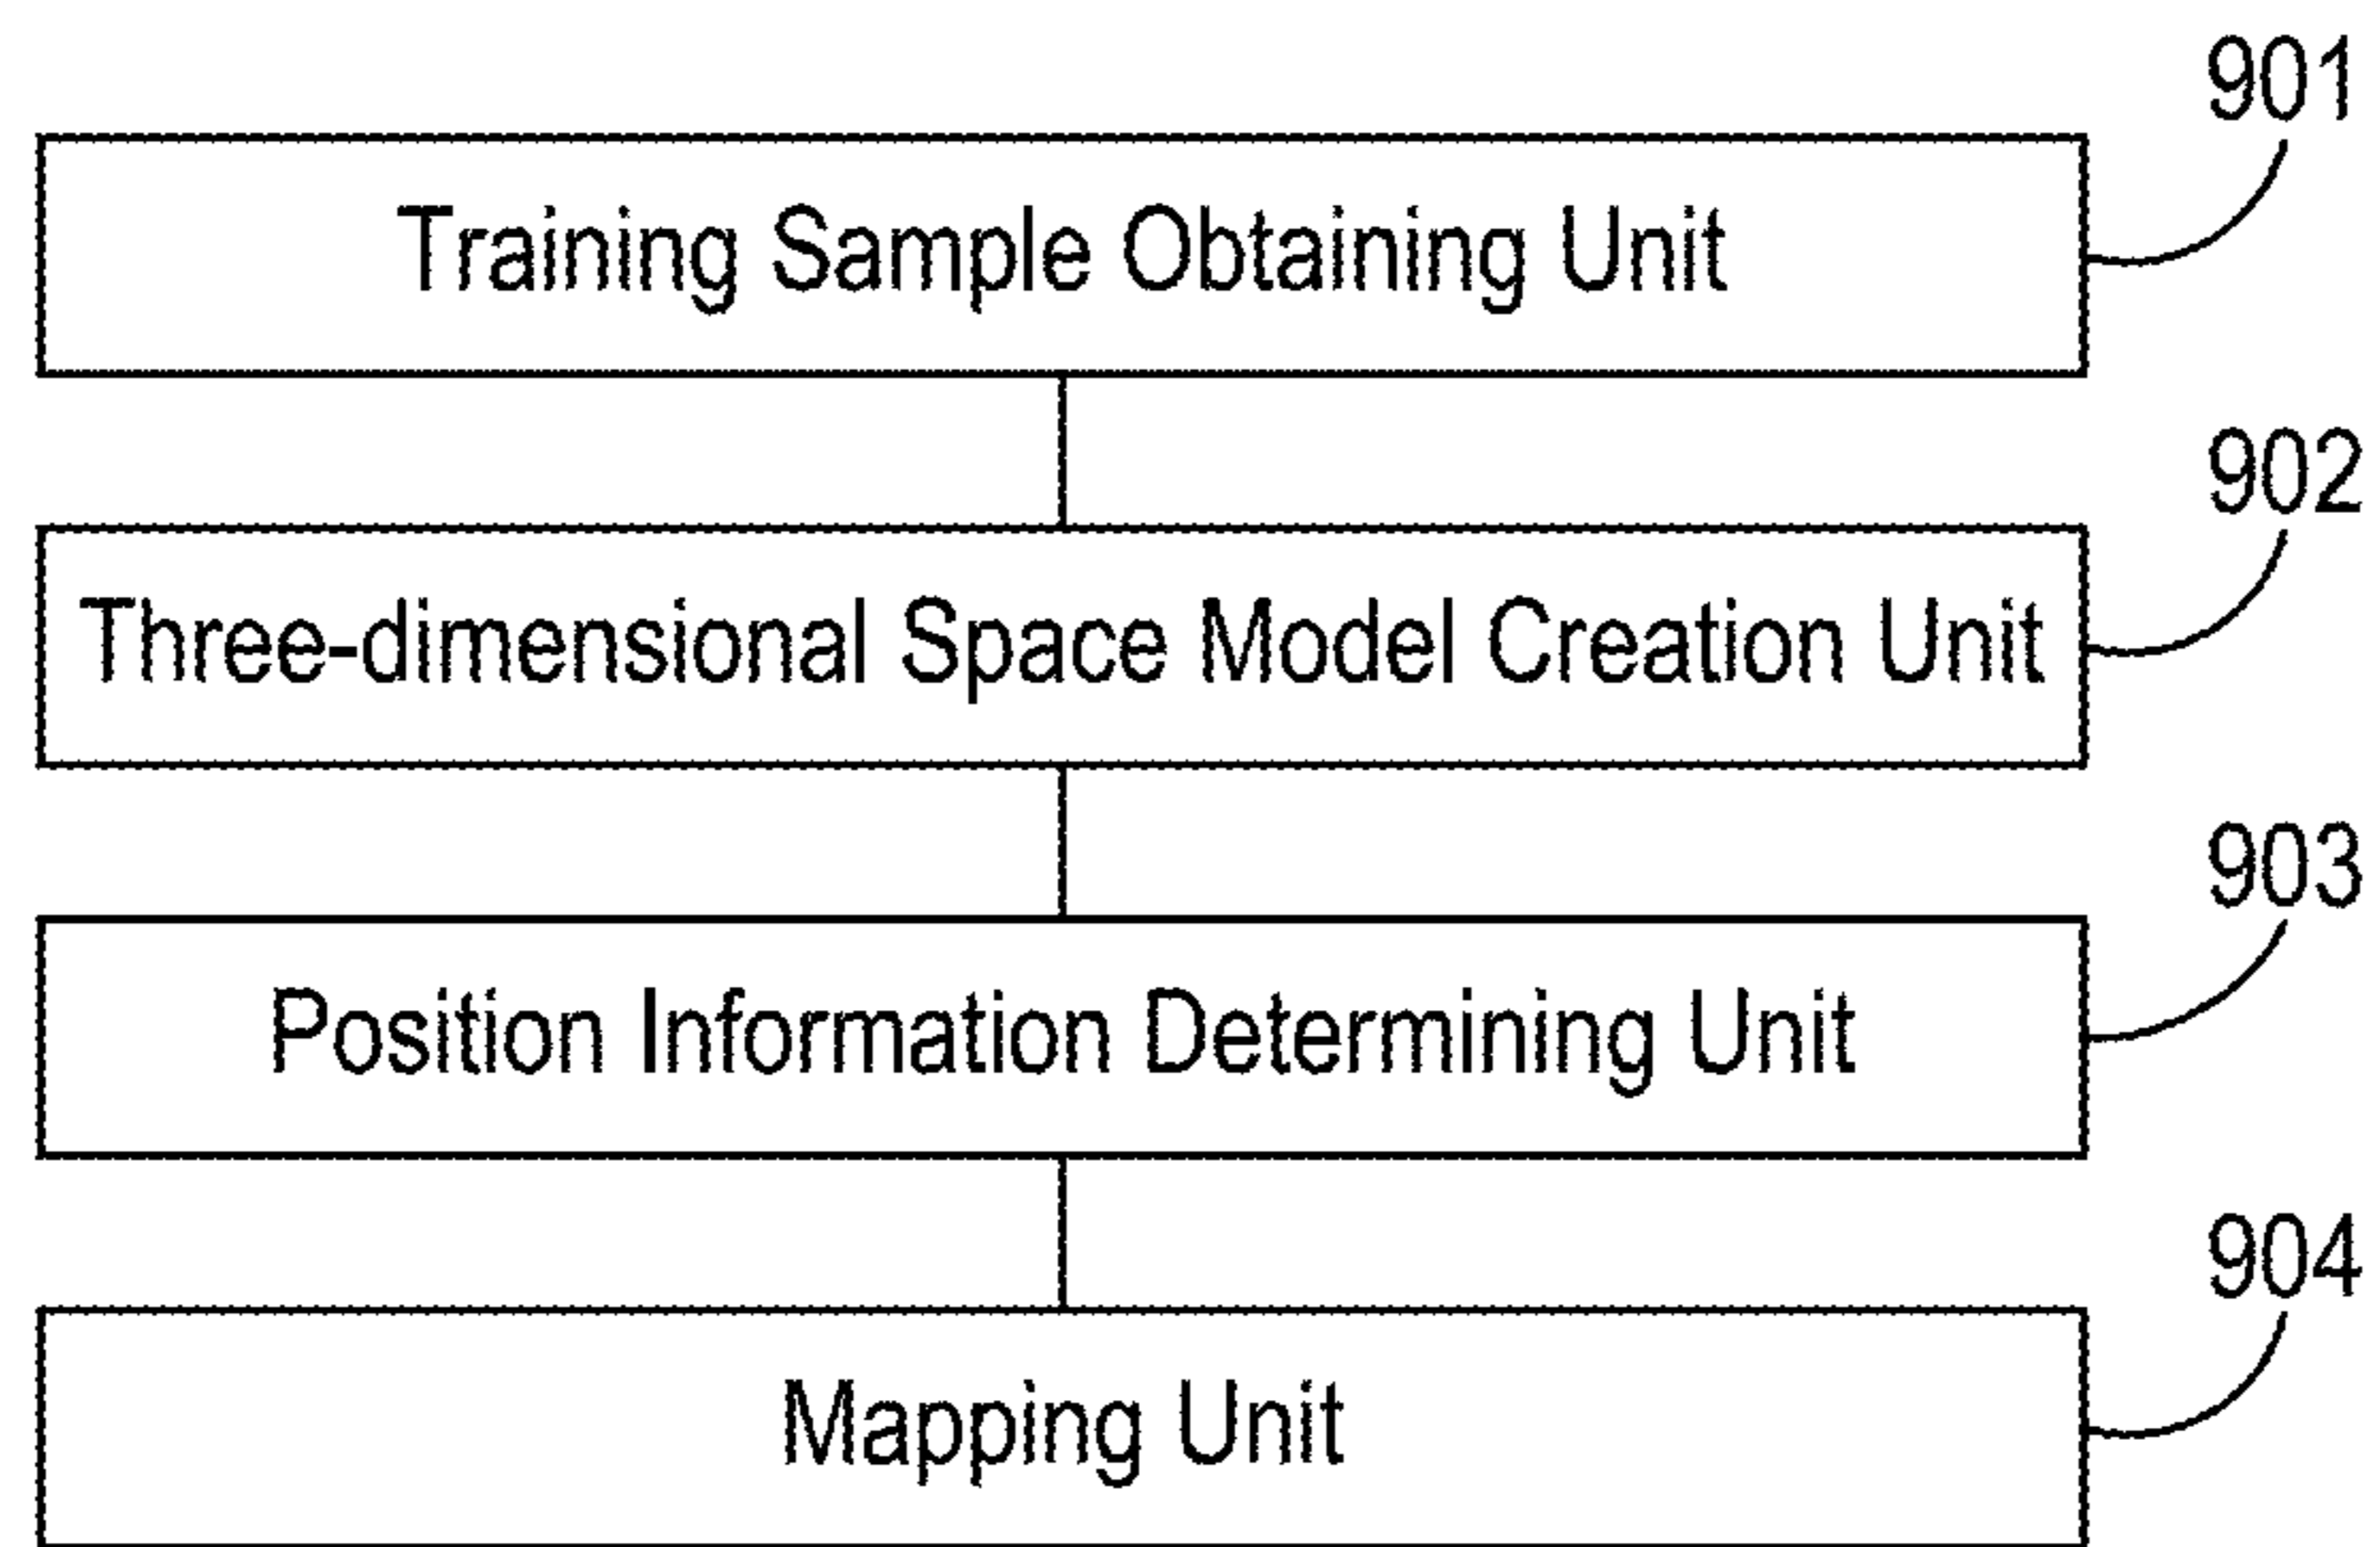 901
Training Sample Obtaining Unit
902
Three-dimensional Space Model Creation Unit
903
Position Information Determining Unit
904
Mapping Unit